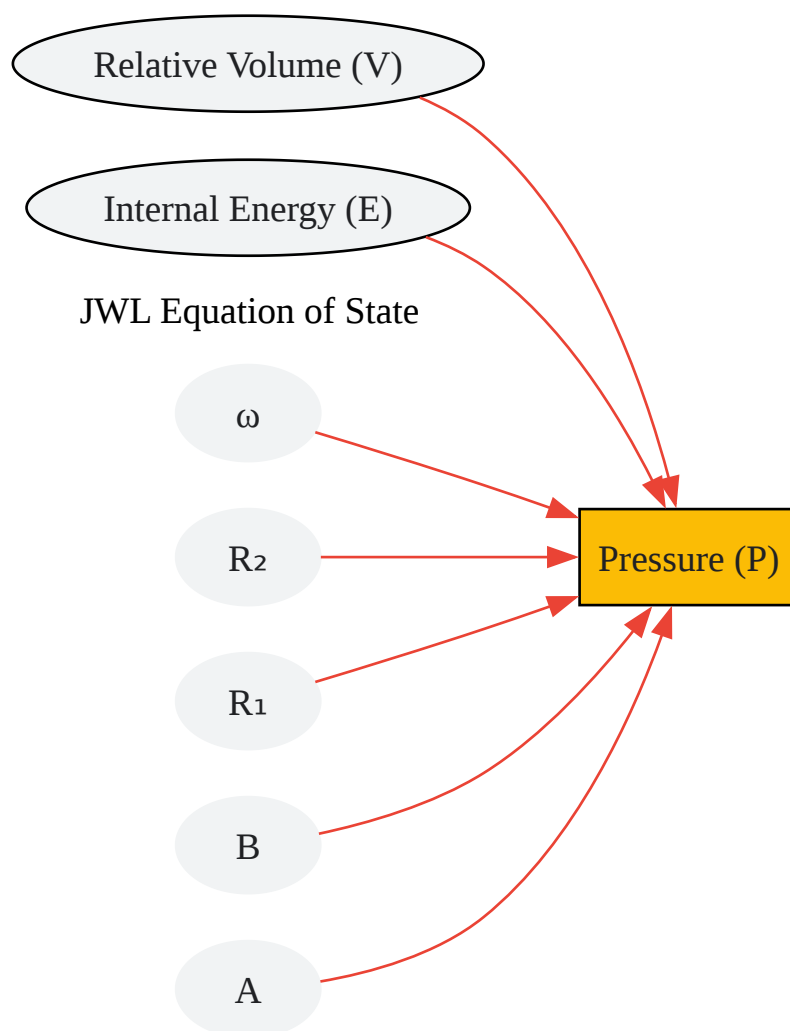 Relative Volume (V)
Internal Energy (E)
JWL Equation of State
ω
R₂
Pressure (P)
R₁
B
A